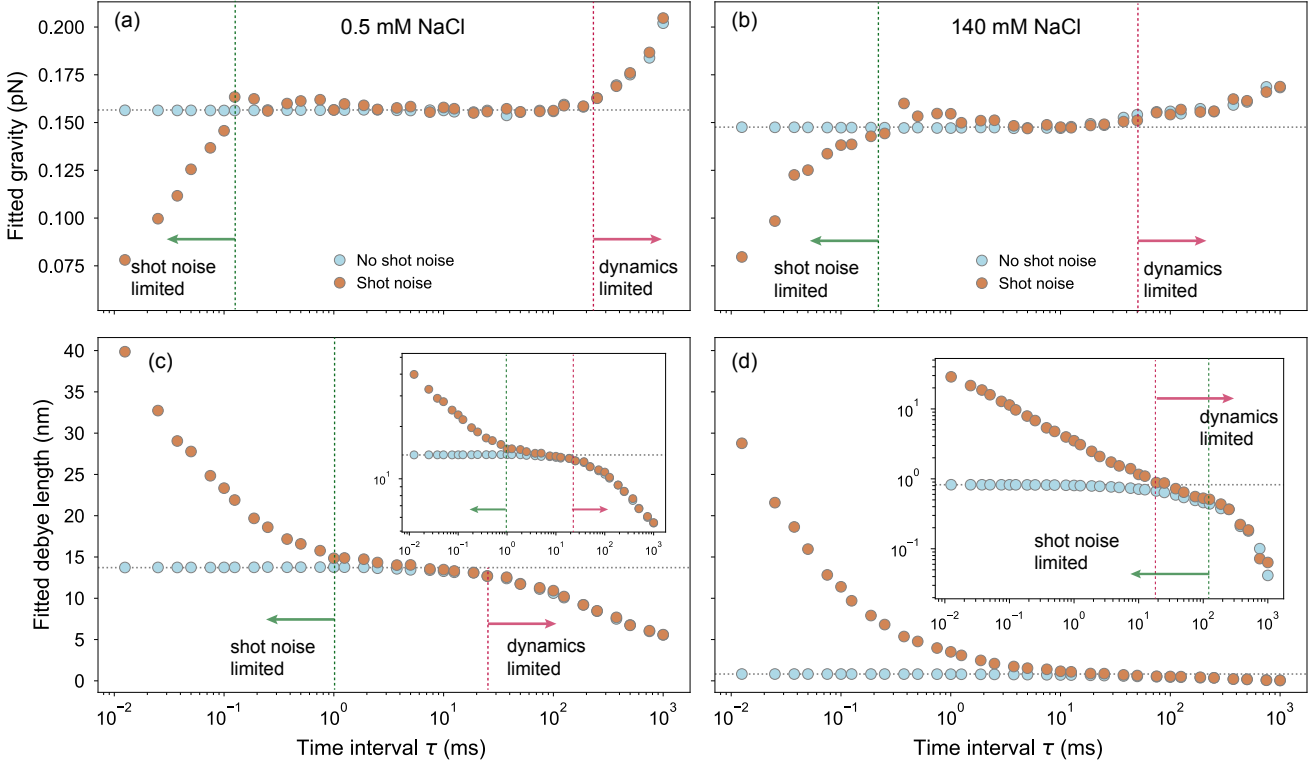 (a)
0.5 mM NaCl
0.200
0.175
0.150
0.125
0.100
0.075
Fitted gravity (pN)
shot noise
limited
No shot noise
Shot noise
dynamics
limited
(b)
140 mM NaCl
shot noise
limited
No shot noise
Shot noise
dynamics
limited
(c)
40
35
30
25
20
15
10
5
0
Fitted debye length (nm)
shot noise
limited
dynamics
limited
10¹
10⁻² 10⁻¹ 10⁰ 10¹ 10² 10³
10⁻² 10⁻¹ 10⁰ 10¹ 10² 10³
Time interval τ (ms)
(d)
10¹
10⁰
10⁻¹
dynamics
limited
shot noise
limited
10⁻² 10⁻¹ 10⁰ 10¹ 10² 10³
10⁻² 10⁻¹ 10⁰ 10¹ 10² 10³
Time interval τ (ms)